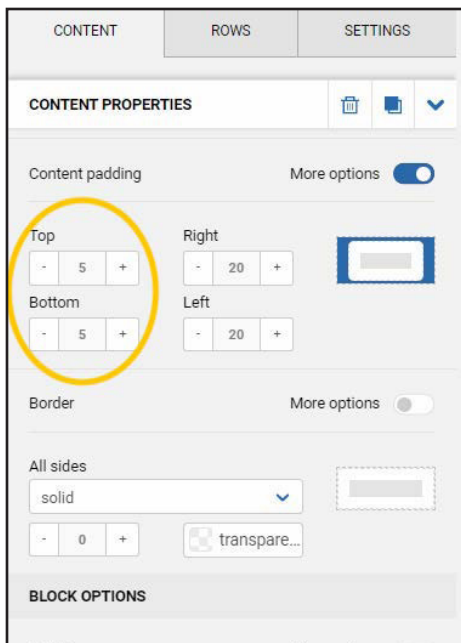 CONTENT ROWS SETTINGS
CONTENT PROPERTIES
Content padding More options
Top Right
- 5 + - 20 +
Bottom Left
- 5 + - 20 +
Border More options
All sides
solid
- 0 + transpare...
BLOCK OPTIONS